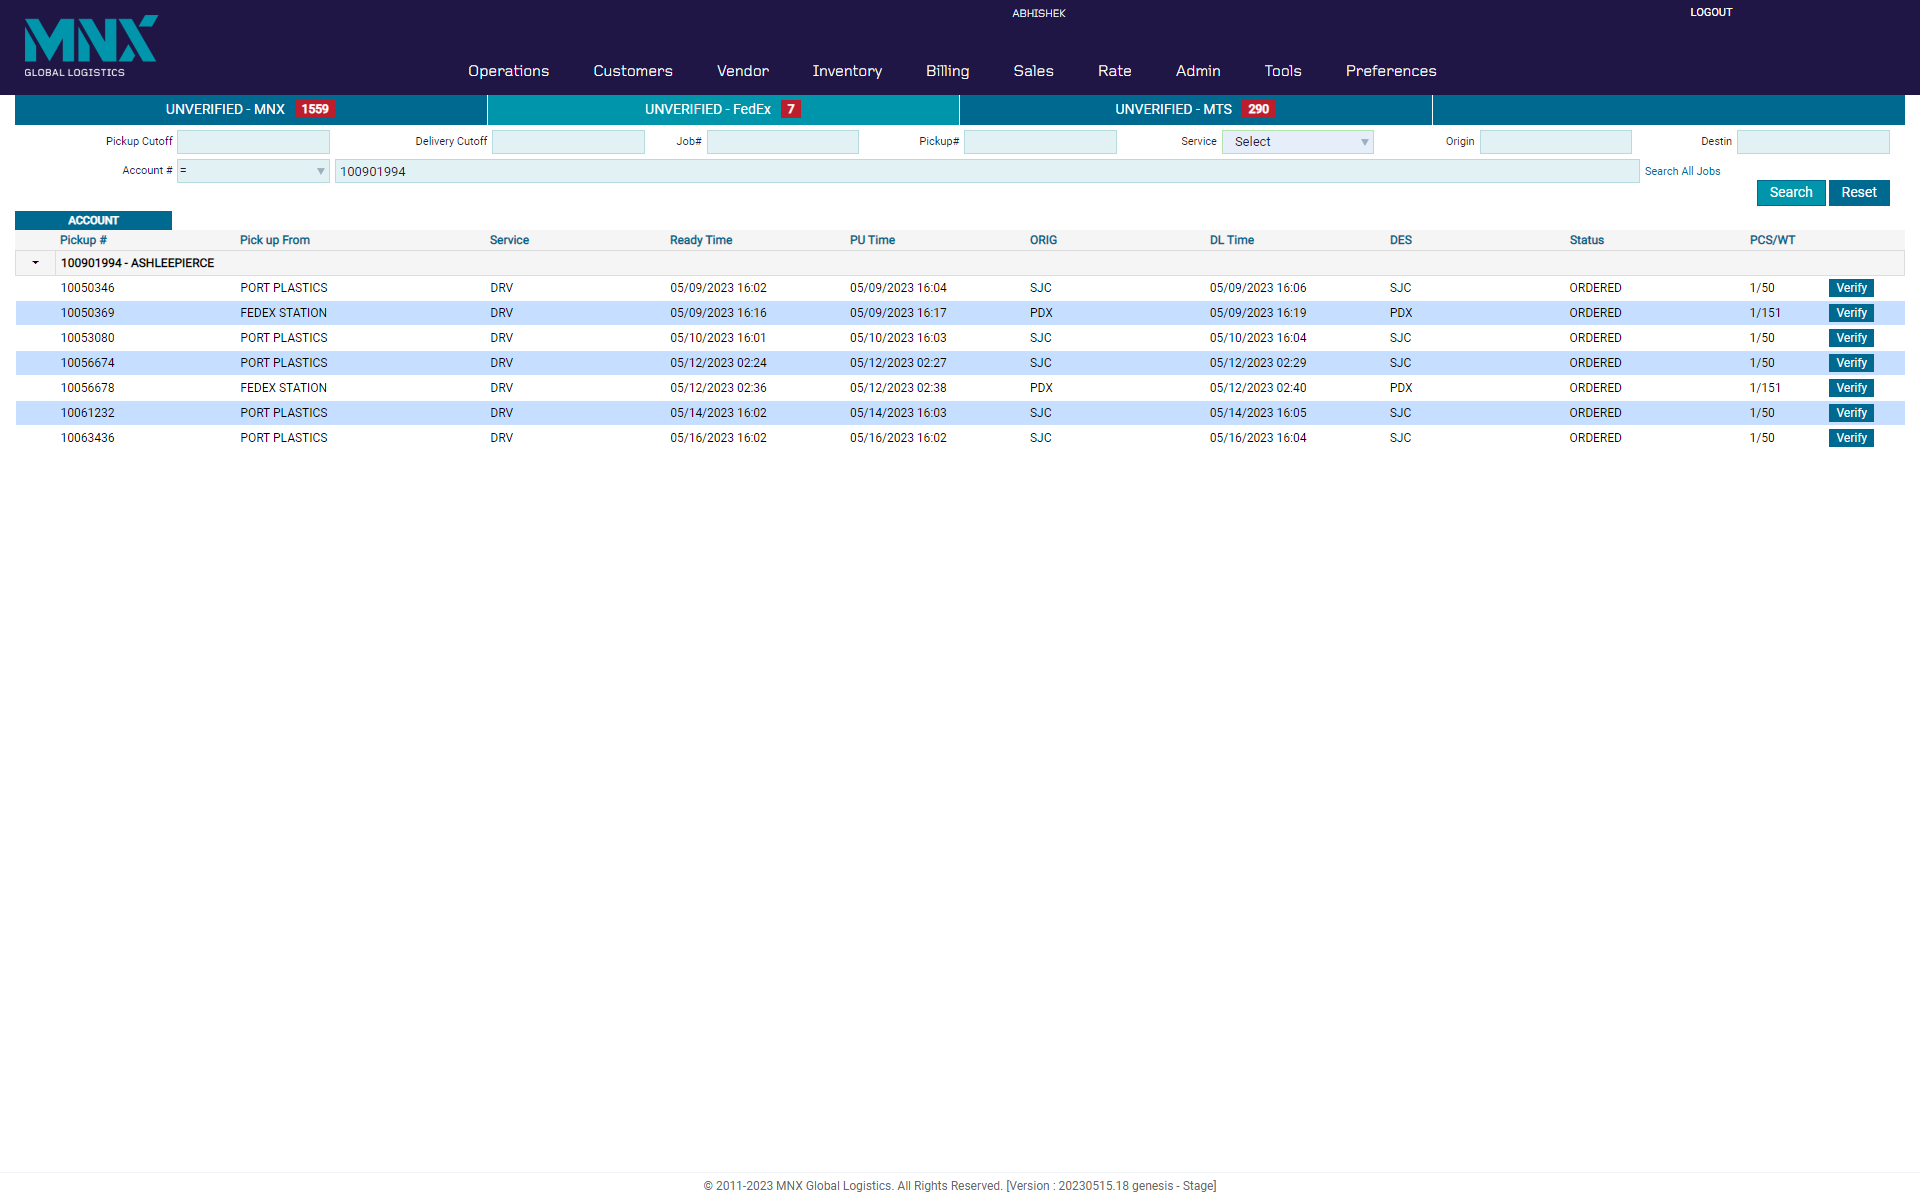 MNX
GLOBAL LOGISTICS
ABHISHEK
LOGOUT
Operations Customers Vendor Inventory Billing Sales Rate Admin Tools Preferences
UNVERIFIED - MNX 1559 UNVERIFIED - FedEx 7 UNVERIFIED - MTS 290
Pickup Cutoff Delivery Cutoff Job# Pickup# Service Select Origin Destin
Account # = 100901994 Search All Jobs
Search Reset
ACCOUNT
Pickup # Pick up From Service Ready Time PU Time ORIG DL Time DES Status PCS/WT
100901994 - ASHLEEPIERCE
10050346 PORT PLASTICS DRV 05/09/2023 16:02 05/09/2023 16:04 SJC 05/09/2023 16:06 SJC ORDERED 1/50 Verify
10050369 FEDEX STATION DRV 05/09/2023 16:16 05/09/2023 16:17 PDX 05/09/2023 16:19 PDX ORDERED 1/151 Verify
10053080 PORT PLASTICS DRV 05/10/2023 16:01 05/10/2023 16:03 SJC 05/10/2023 16:04 SJC ORDERED 1/50 Verify
10056674 PORT PLASTICS DRV 05/12/2023 02:24 05/12/2023 02:27 SJC 05/12/2023 02:29 SJC ORDERED 1/50 Verify
10056678 FEDEX STATION DRV 05/12/2023 02:36 05/12/2023 02:38 PDX 05/12/2023 02:40 PDX ORDERED 1/151 Verify
10061232 PORT PLASTICS DRV 05/14/2023 16:02 05/14/2023 16:03 SJC 05/14/2023 16:05 SJC ORDERED 1/50 Verify
10063436 PORT PLASTICS DRV 05/16/2023 16:02 05/16/2023 16:02 SJC 05/16/2023 16:04 SJC ORDERED 1/50 Verify
© 2011-2023 MNX Global Logistics. All Rights Reserved. [Version : 20230515.18 genesis - Stage]